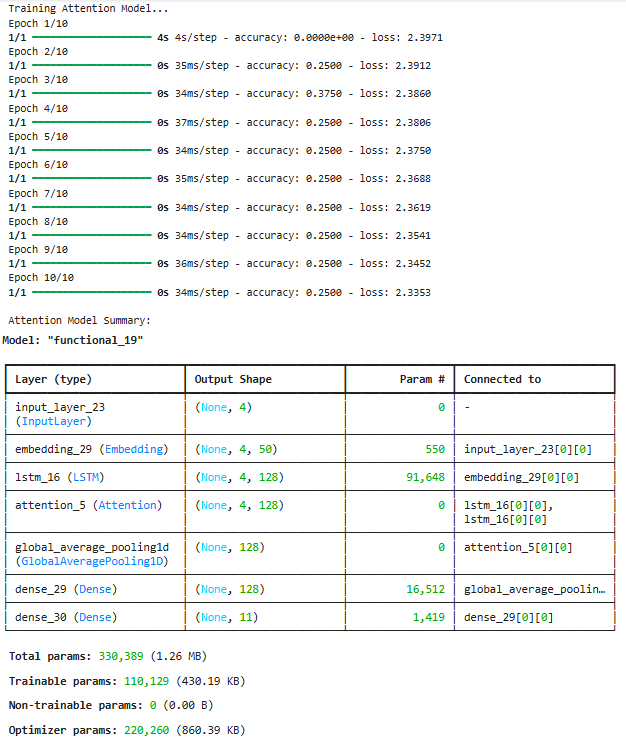 Training Attention Model...
Epoch 1/10
1/1 ━━━━━━━━━━━━━━━━━━━━ 4s 4s/step - accuracy: 0.0000e+00 - loss: 2.3971
Epoch 2/10
1/1 ━━━━━━━━━━━━━━━━━━━━ 0s 35ms/step - accuracy: 0.2500 - loss: 2.3912
Epoch 3/10
1/1 ━━━━━━━━━━━━━━━━━━━━ 0s 34ms/step - accuracy: 0.3750 - loss: 2.3860
Epoch 4/10
1/1 ━━━━━━━━━━━━━━━━━━━━ 0s 37ms/step - accuracy: 0.2500 - loss: 2.3806
Epoch 5/10
1/1 ━━━━━━━━━━━━━━━━━━━━ 0s 34ms/step - accuracy: 0.2500 - loss: 2.3750
Epoch 6/10
1/1 ━━━━━━━━━━━━━━━━━━━━ 0s 35ms/step - accuracy: 0.2500 - loss: 2.3688
Epoch 7/10
1/1 ━━━━━━━━━━━━━━━━━━━━ 0s 34ms/step - accuracy: 0.2500 - loss: 2.3619
Epoch 8/10
1/1 ━━━━━━━━━━━━━━━━━━━━ 0s 34ms/step - accuracy: 0.2500 - loss: 2.3541
Epoch 9/10
1/1 ━━━━━━━━━━━━━━━━━━━━ 0s 36ms/step - accuracy: 0.2500 - loss: 2.3452
Epoch 10/10
1/1 ━━━━━━━━━━━━━━━━━━━━ 0s 34ms/step - accuracy: 0.2500 - loss: 2.3353
Attention Model Summary:
Model: "functional_19"
Layer (type) Output Shape Param # Connected to
input_layer_23 (None, 4) 0 -
(InputLayer)
embedding_29 (Embedding) (None, 4, 50) 550 input_layer_23[0][0]
lstm_16 (LSTM) (None, 4, 128) 91,648 embedding_29[0][0]
attention_5 (Attention) (None, 4, 128) 0 lstm_16[0][0],
lstm_16[0][0]
global_average_pooling1d (None, 128) 0 attention_5[0][0]
(GlobalAveragePooling1D)
dense_29 (Dense) (None, 128) 16,512 global_average_poolin…
dense_30 (Dense) (None, 11) 1,419 dense_29[0][0]
Total params: 330,389 (1.26 MB)
Trainable params: 110,129 (430.19 KB)
Non-trainable params: 0 (0.00 B)
Optimizer params: 220,260 (860.39 KB)